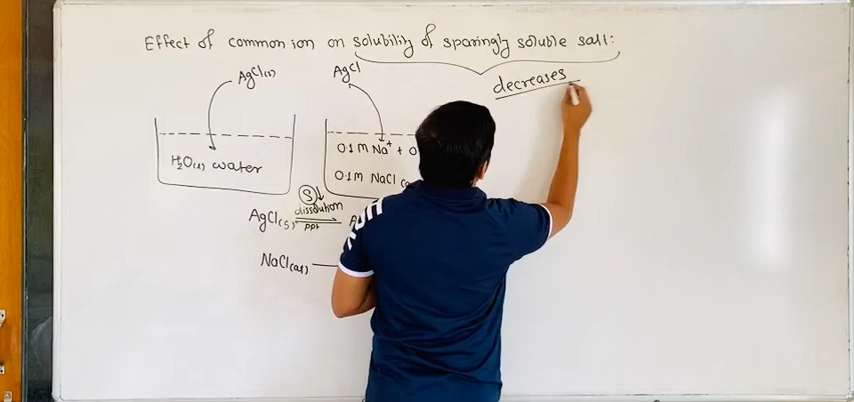 Effect of common ion on solubility of sparingly soluble salt:
decreases
AgCl(s) AgCl
H₂O(l) water
0.1 M Na⁺ + 0
0.1 M NaCl
S↓
dissolution
AgCl(s) ppt
NaCl(aq)